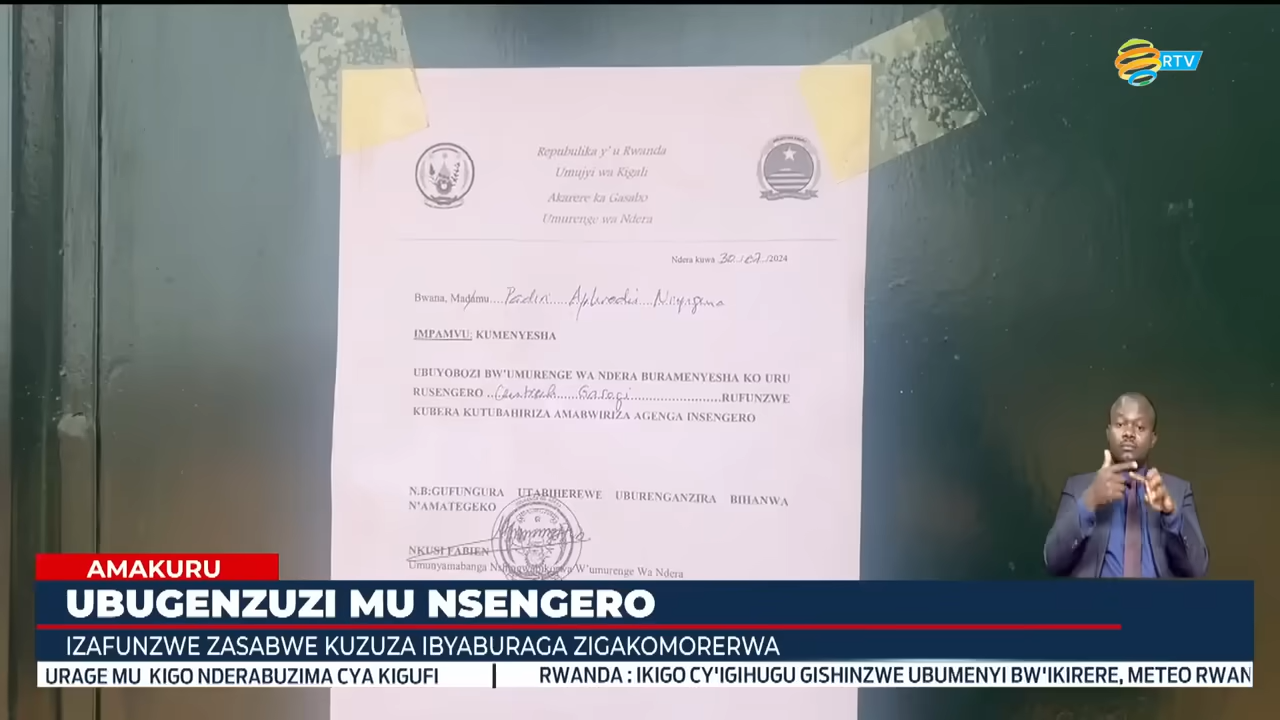 RTV
Repubulika y' u Rwanda
Umujyi wa Kigali
Akarere ka Gasabo
Umurenge wa Ndera
Ndera kuwa 30/07/2024
Bwana, Madamu.... Padiri..... Aphrodis....
IMPAMVU: KUMENYESHA
UBUYOBOZI BW'UMURENGE WA NDERA BURAMENYESHA KO URU
RUSENGERO .. ..........................RUFUNZWE
KUBERA KUTUBAHIRIZA AMABWIRIZA AGENGA INSENGERO
N.B:GUFUNGURA UTABIHEREWE UBURENGANZIRA BIHANWA
N'AMATEGEKO
NKUSI FABIEN
Umunyamabanga W'umurenge Wa Ndera
AMAKURU
UBUGENZUZI MU NSENGERO
IZAFUNZWE ZASABWE KUZUZA IBYABURAGA ZIGAKOMORERWA
URAGE MU KIGO NDERABUZIMA CYA KIGUFI | RWANDA : IKIGO CY'IGIHUGU GISHINZWE UBUMENYI BW'IKIRERE, METEO RWAN